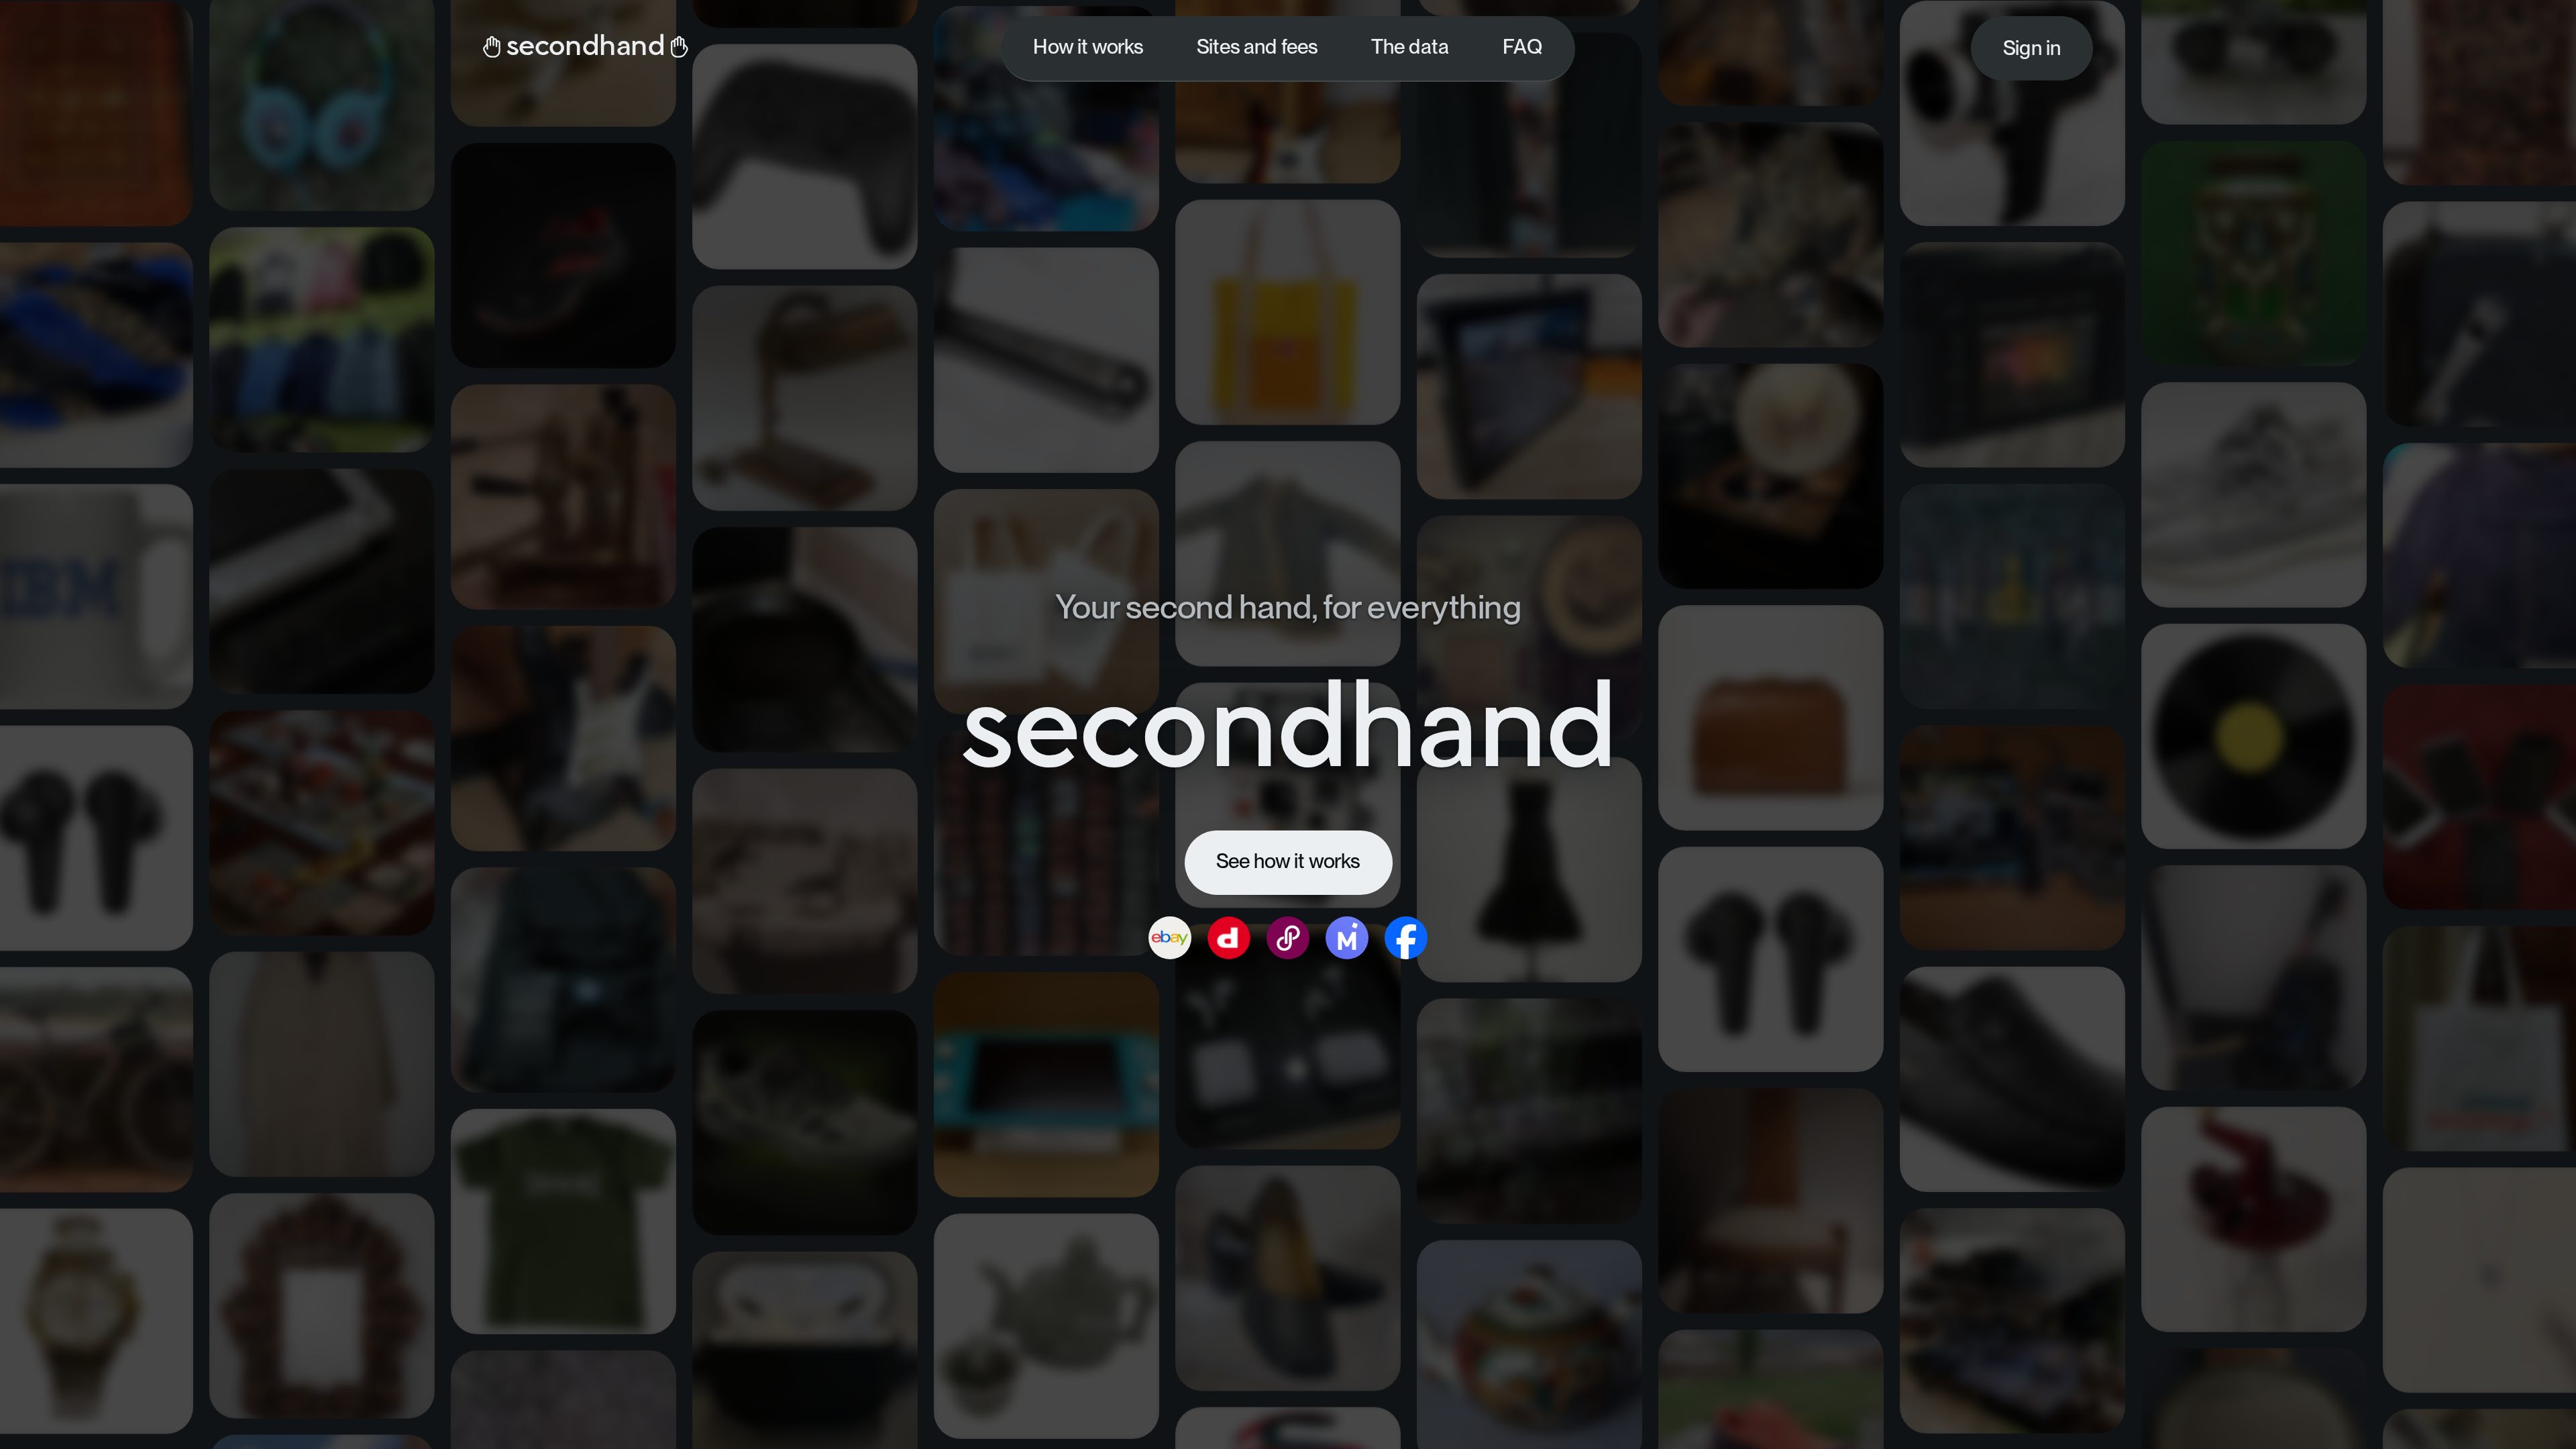 secondhand
How it works
Sites and fees
The data
FAQ
Sign in
IBM
Your second hand, for everything
secondhand
See how it works
ebay